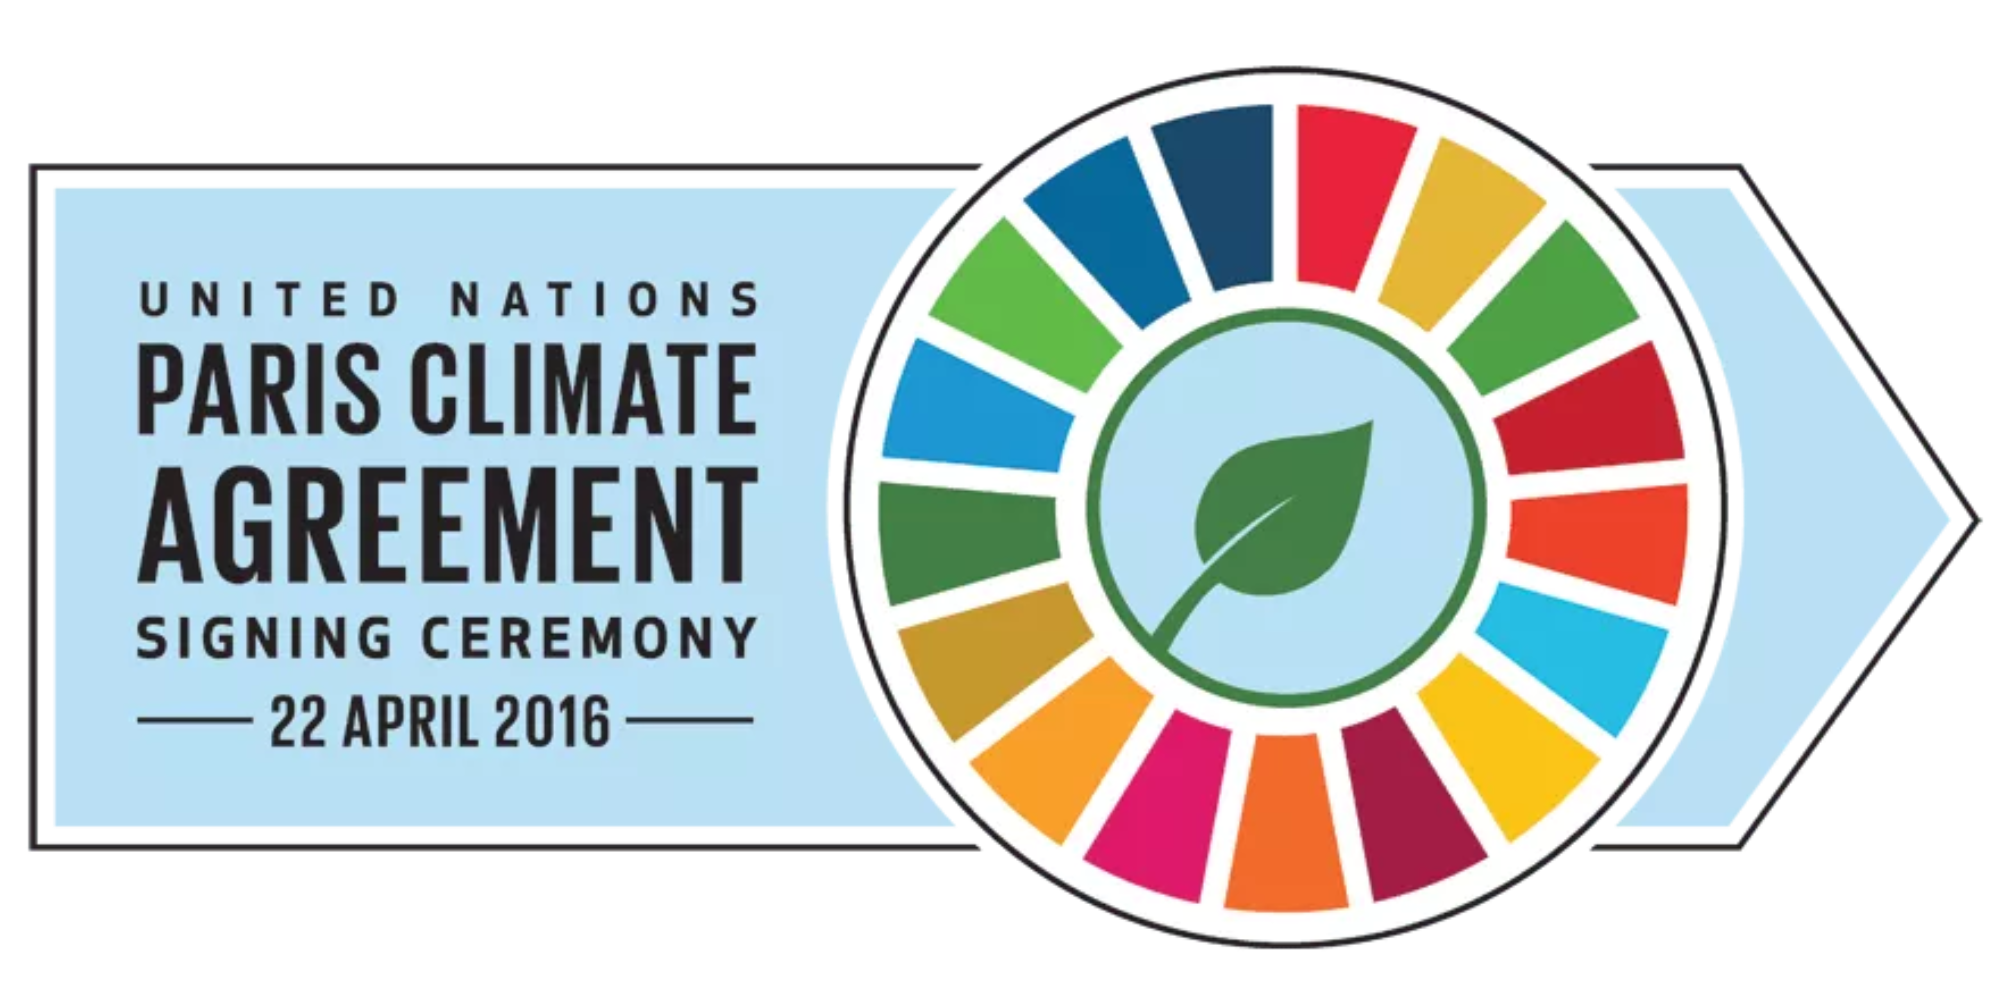 UNITED NATIONS
PARIS CLIMATE
AGREEMENT
SIGNING CEREMONY
22 APRIL 2016